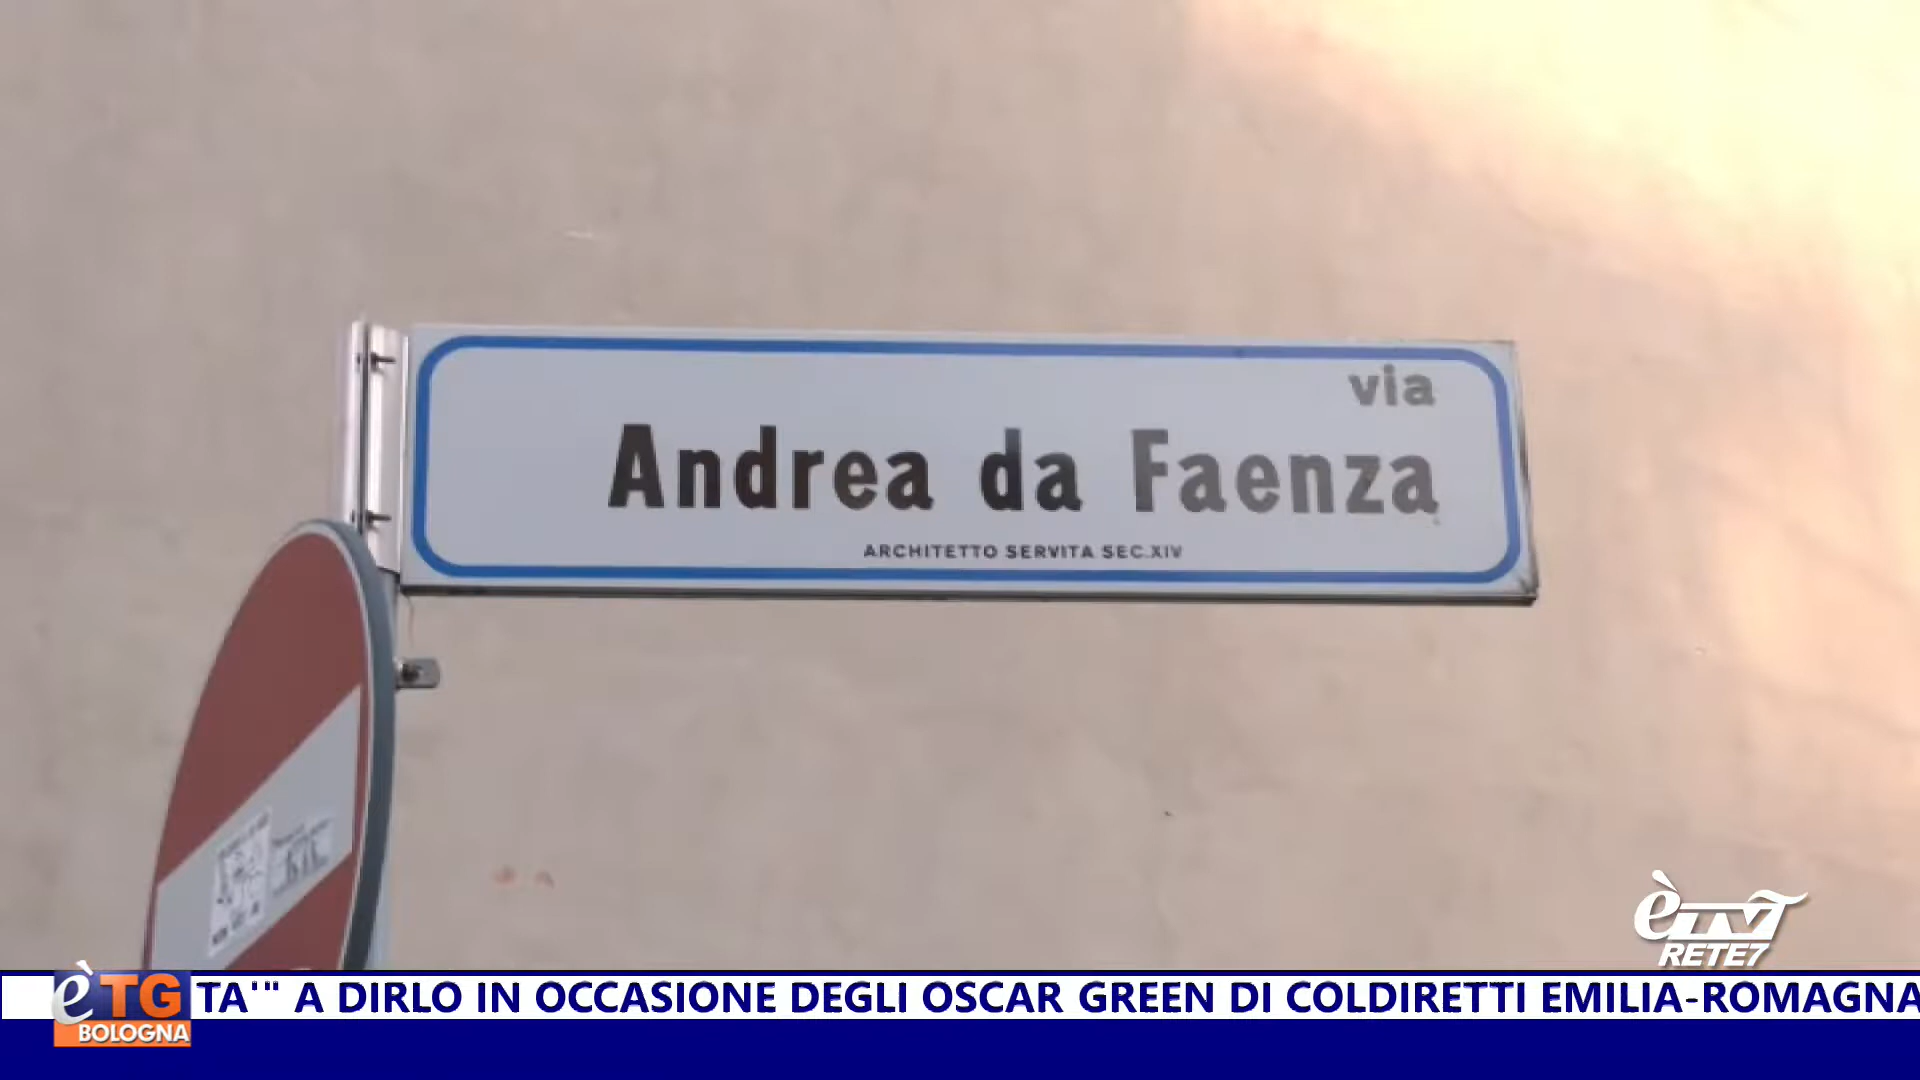 via
Andrea da Faenza
ARCHITETTO SERVITA SEC.XIV
è TV
RETE7
èTG
BOLOGNA
TA'" A DIRLO IN OCCASIONE DEGLI OSCAR GREEN DI COLDIRETTI EMILIA-ROMAGNA